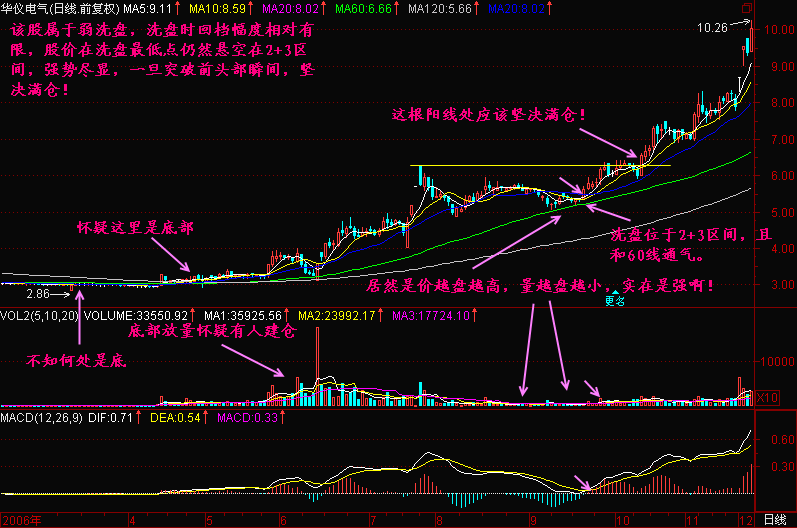 华仪电气(日线.前复权) MA5:9.11 MA10:8.59 MA20:8.02 MA60:6.66 MA120:5.66 MA20:8.02
该股属于弱洗盘，洗盘时回档幅度相对有
限，股价在洗盘最低点仍然悬空在2+3区
间，强势尽显，一旦突破前头部瞬间，坚
决满仓！
10.26
10.00
9.00
8.00
这根阳线处应该坚决满仓！
7.00
6.00
怀疑这里是底部
5.00
洗盘位于2+3区间，且
和60线通气。
4.00
居然是价越盘越高，量越盘越小，实在是强啊！
3.00
2.86
更名
VOL2(5,10,20) VOLUME:33550.92 MA1:35925.56 MA2:23992.17 MA3:17724.10
底部放量怀疑有人建仓
不知何处是底
10000
X10
MACD(12,26,9) DIF:0.71 DEA:0.54 MACD:0.33
0.60
0.30
2006年 4 5 6 7 8 9 10 11 12 日线